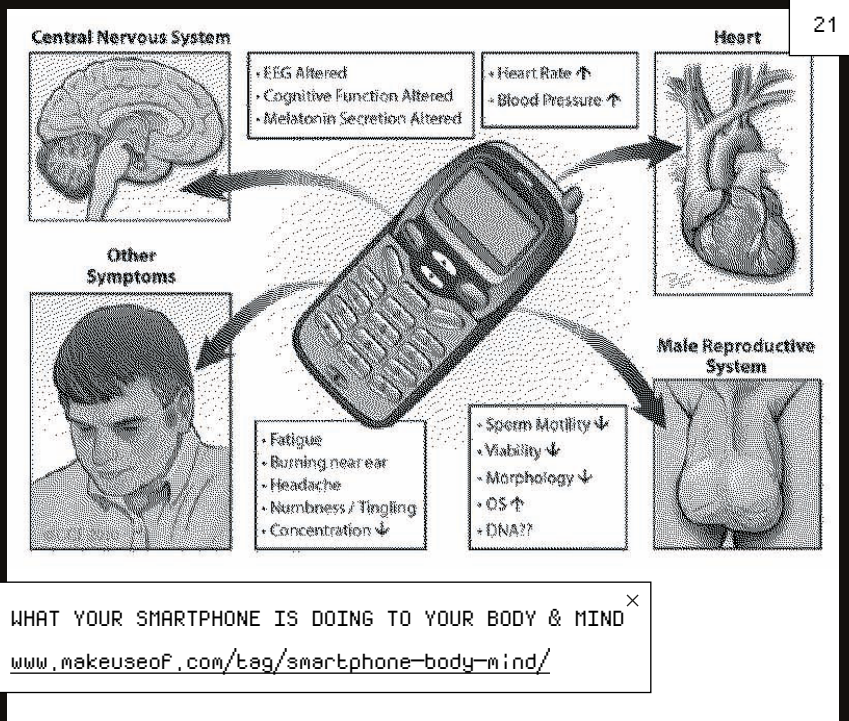 21
Central Nervous System
• EEG Altered
• Cognitive Function Altered
• Melatonin Secretion Altered
• Heart Rate ↑
• Blood Pressure ↑
Heart
Other
Symptoms
• Fatigue
• Burning near ear
• Headache
• Numbness / Tingling
• Concentration ↓
• Sperm Motility ↓
• Viability ↓
• Morphology ↓
• OS ↑
• DNA??
Male Reproductive
System
WHAT YOUR SMARTPHONE IS DOING TO YOUR BODY & MIND ×
www.makeuseof.com/tag/smartphone-body-mind/